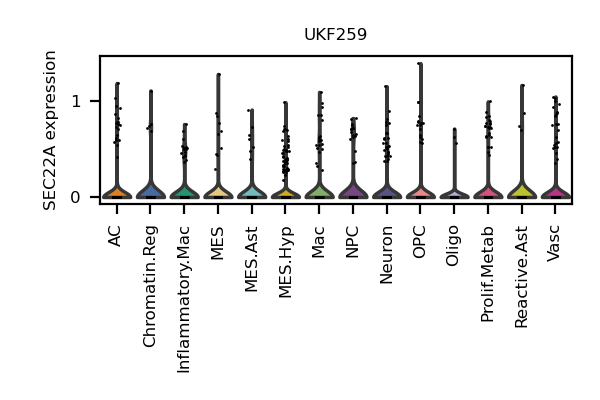 UKF259
SEC22A expression
1
0
AC
Chromatin.Reg
Inflammatory.Mac
MES
MES.Ast
MES.Hyp
Mac
NPC
Neuron
OPC
Oligo
Prolif.Metab
Reactive.Ast
Vasc